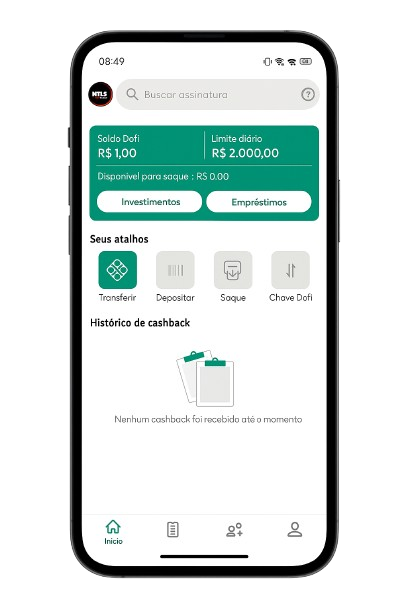 08:49
NTLS
Buscar assinatura
?
Soldo Dofi
Limite diário
R$ 1,00
R$ 2.000,00
Disponível para saque : R$ 0,00
Investimentos
Empréstimos
Seus atalhos
Transferir
Depositar
Saque
Chave Dofi
Histórico de cashback
Nenhum cashback foi recebido até o momento
Início